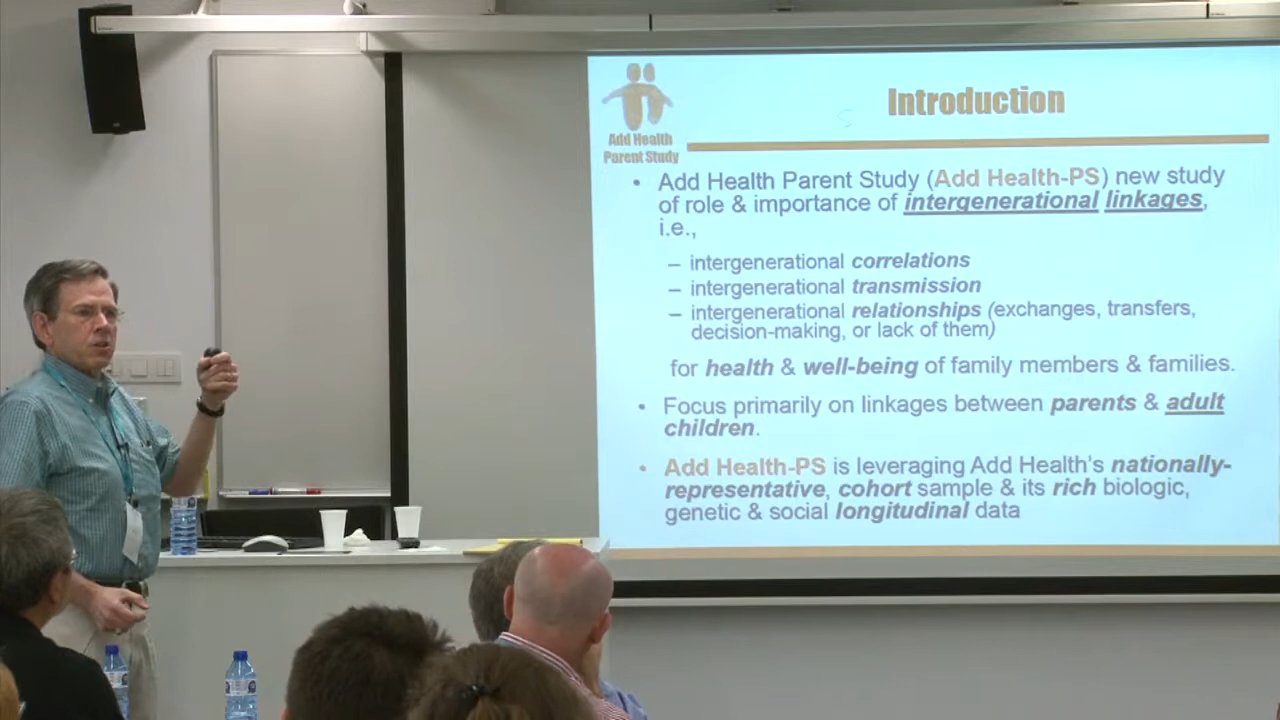 Add Health
Parent Study
Introduction
• Add Health Parent Study (Add Health-PS) new study
of role & importance of intergenerational linkages,
i.e.,
– intergenerational correlations
– intergenerational transmission
– intergenerational relationships (exchanges, transfers,
decision-making, or lack of them)
for health & well-being of family members & families.
• Focus primarily on linkages between parents & adult
children.
• Add Health-PS is leveraging Add Health's nationally-
representative, cohort sample & its rich biologic,
genetic & social longitudinal data